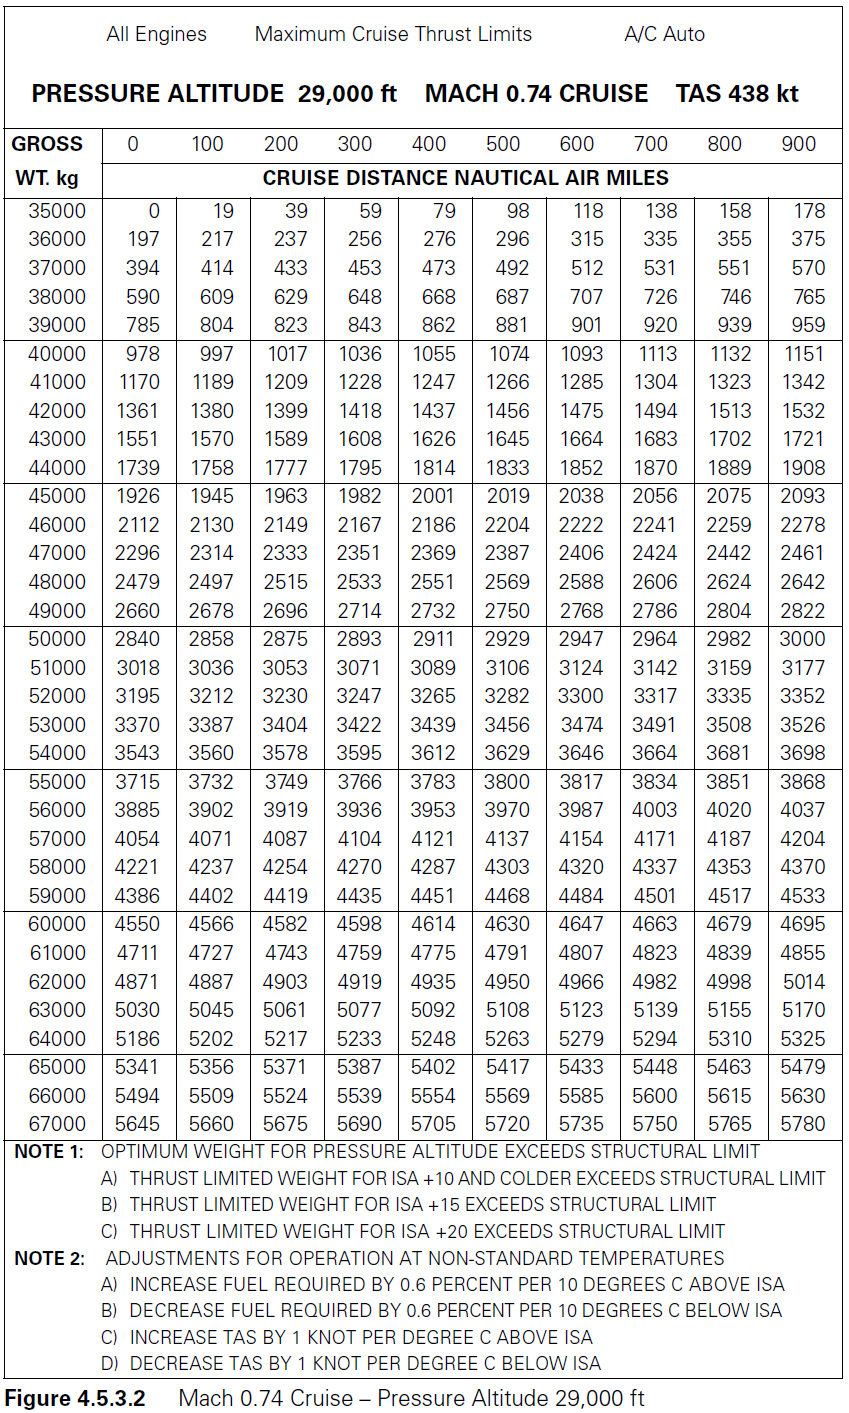 All Engines Maximum Cruise Thrust Limits A/C Auto
PRESSURE ALTITUDE 29,000 ft MACH 0.74 CRUISE TAS 438 kt
GROSS 0 100 200 300 400 500 600 700 800 900
WT. kg CRUISE DISTANCE NAUTICAL AIR MILES
35000 0 19 39 59 79 98 118 138 158 178
36000 197 217 237 256 276 296 315 335 355 375
37000 394 414 433 453 473 492 512 531 551 570
38000 590 609 629 648 668 687 707 726 746 765
39000 785 804 823 843 862 881 901 920 939 959
40000 978 997 1017 1036 1055 1074 1093 1113 1132 1151
41000 1170 1189 1209 1228 1247 1266 1285 1304 1323 1342
42000 1361 1380 1399 1418 1437 1456 1475 1494 1513 1532
43000 1551 1570 1589 1608 1626 1645 1664 1683 1702 1721
44000 1739 1758 1777 1795 1814 1833 1852 1870 1889 1908
45000 1926 1945 1963 1982 2001 2019 2038 2056 2075 2093
46000 2112 2130 2149 2167 2186 2204 2222 2241 2259 2278
47000 2296 2314 2333 2351 2369 2387 2406 2424 2442 2461
48000 2479 2497 2515 2533 2551 2569 2588 2606 2624 2642
49000 2660 2678 2696 2714 2732 2750 2768 2786 2804 2822
50000 2840 2858 2875 2893 2911 2929 2947 2964 2982 3000
51000 3018 3036 3053 3071 3089 3106 3124 3142 3159 3177
52000 3195 3212 3230 3247 3265 3282 3300 3317 3335 3352
53000 3370 3387 3404 3422 3439 3456 3474 3491 3508 3526
54000 3543 3560 3578 3595 3612 3629 3646 3664 3681 3698
55000 3715 3732 3749 3766 3783 3800 3817 3834 3851 3868
56000 3885 3902 3919 3936 3953 3970 3987 4003 4020 4037
57000 4054 4071 4087 4104 4121 4137 4154 4171 4187 4204
58000 4221 4237 4254 4270 4287 4303 4320 4337 4353 4370
59000 4386 4402 4419 4435 4451 4468 4484 4501 4517 4533
60000 4550 4566 4582 4598 4614 4630 4647 4663 4679 4695
61000 4711 4727 4743 4759 4775 4791 4807 4823 4839 4855
62000 4871 4887 4903 4919 4935 4950 4966 4982 4998 5014
63000 5030 5045 5061 5077 5092 5108 5123 5139 5155 5170
64000 5186 5202 5217 5233 5248 5263 5279 5294 5310 5325
65000 5341 5356 5371 5387 5402 5417 5433 5448 5463 5479
66000 5494 5509 5524 5539 5554 5569 5585 5600 5615 5630
67000 5645 5660 5675 5690 5705 5720 5735 5750 5765 5780
NOTE 1: OPTIMUM WEIGHT FOR PRESSURE ALTITUDE EXCEEDS STRUCTURAL LIMIT
A) THRUST LIMITED WEIGHT FOR ISA +10 AND COLDER EXCEEDS STRUCTURAL LIMIT
B) THRUST LIMITED WEIGHT FOR ISA +15 EXCEEDS STRUCTURAL LIMIT
C) THRUST LIMITED WEIGHT FOR ISA +20 EXCEEDS STRUCTURAL LIMIT
NOTE 2: ADJUSTMENTS FOR OPERATION AT NON-STANDARD TEMPERATURES
A) INCREASE FUEL REQUIRED BY 0.6 PERCENT PER 10 DEGREES C ABOVE ISA
B) DECREASE FUEL REQUIRED BY 0.6 PERCENT PER 10 DEGREES C BELOW ISA
C) INCREASE TAS BY 1 KNOT PER DEGREE C ABOVE ISA
D) DECREASE TAS BY 1 KNOT PER DEGREE C BELOW ISA
Figure 4.5.3.2 Mach 0.74 Cruise – Pressure Altitude 29,000 ft